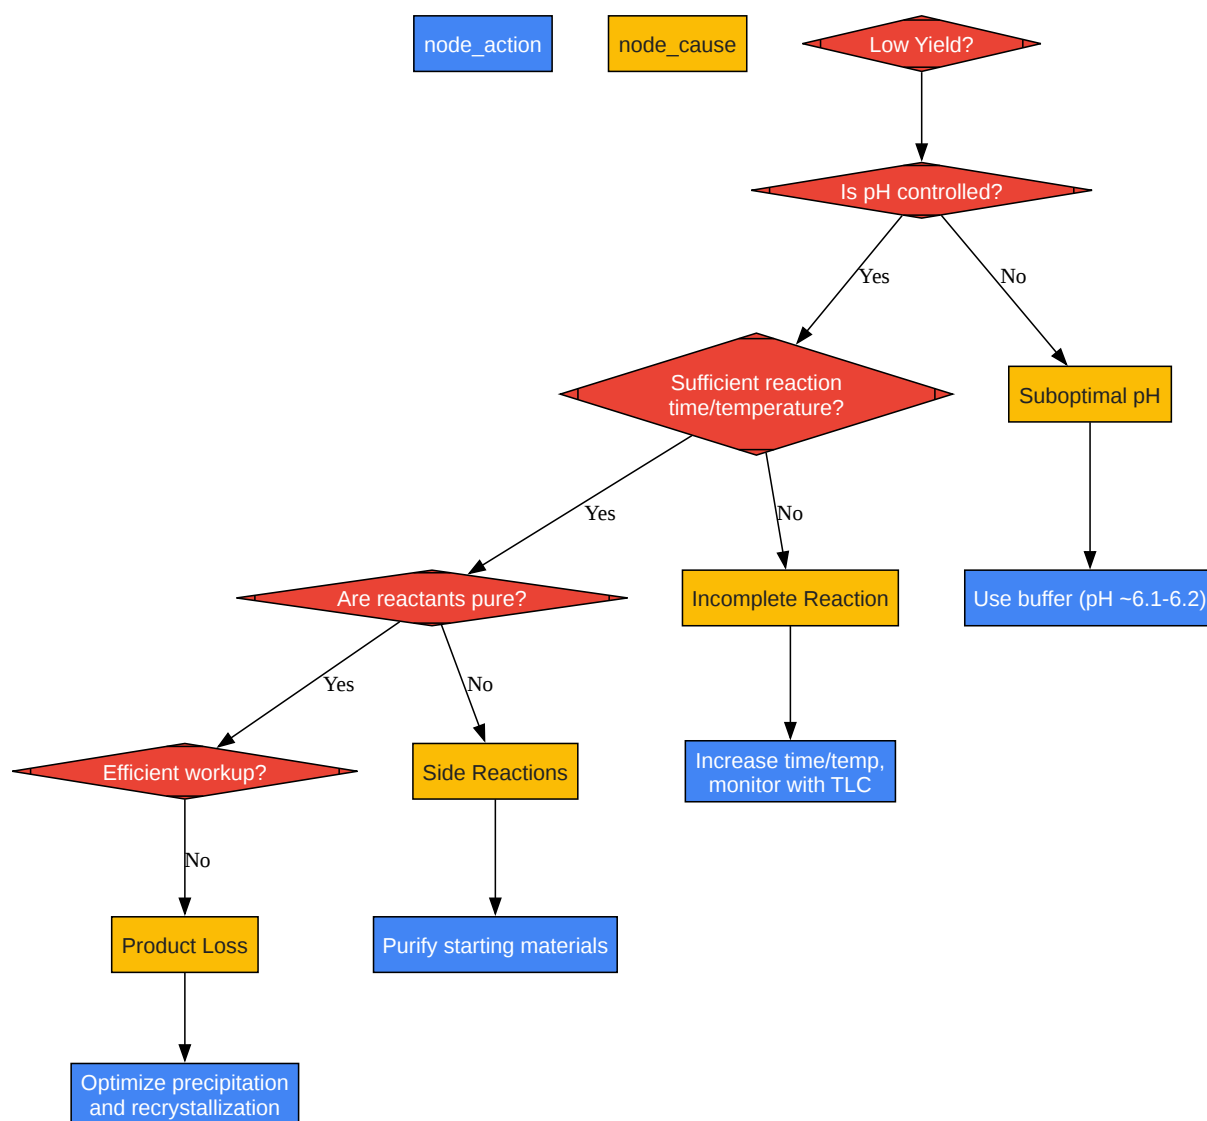 node_action
node_cause
Low Yield?
Is pH controlled?
Yes
No
Sufficient reaction
time/temperature?
Suboptimal pH
Yes
No
Are reactants pure?
Incomplete Reaction
Use buffer (pH ~6.1-6.2)
Yes
No
Efficient workup?
Side Reactions
Increase time/temp,
monitor with TLC
No
Product Loss
Purify starting materials
Optimize precipitation
and recrystallization